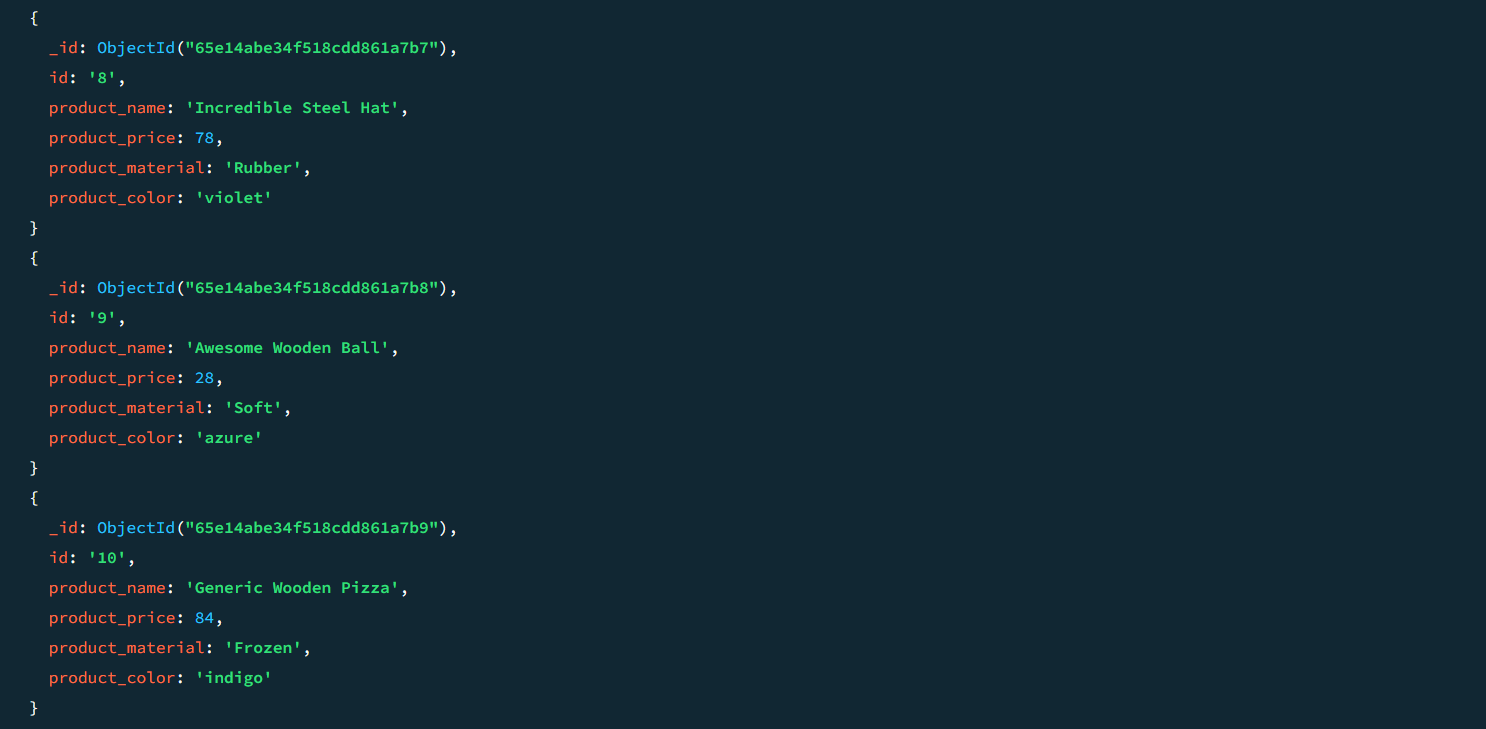 {
  _id: ObjectId("65e14abe34f518cdd861a7b7"),
  id: '8',
  product_name: 'Incredible Steel Hat',
  product_price: 78,
  product_material: 'Rubber',
  product_color: 'violet'
}
{
  _id: ObjectId("65e14abe34f518cdd861a7b8"),
  id: '9',
  product_name: 'Awesome Wooden Ball',
  product_price: 28,
  product_material: 'Soft',
  product_color: 'azure'
}
{
  _id: ObjectId("65e14abe34f518cdd861a7b9"),
  id: '10',
  product_name: 'Generic Wooden Pizza',
  product_price: 84,
  product_material: 'Frozen',
  product_color: 'indigo'
}